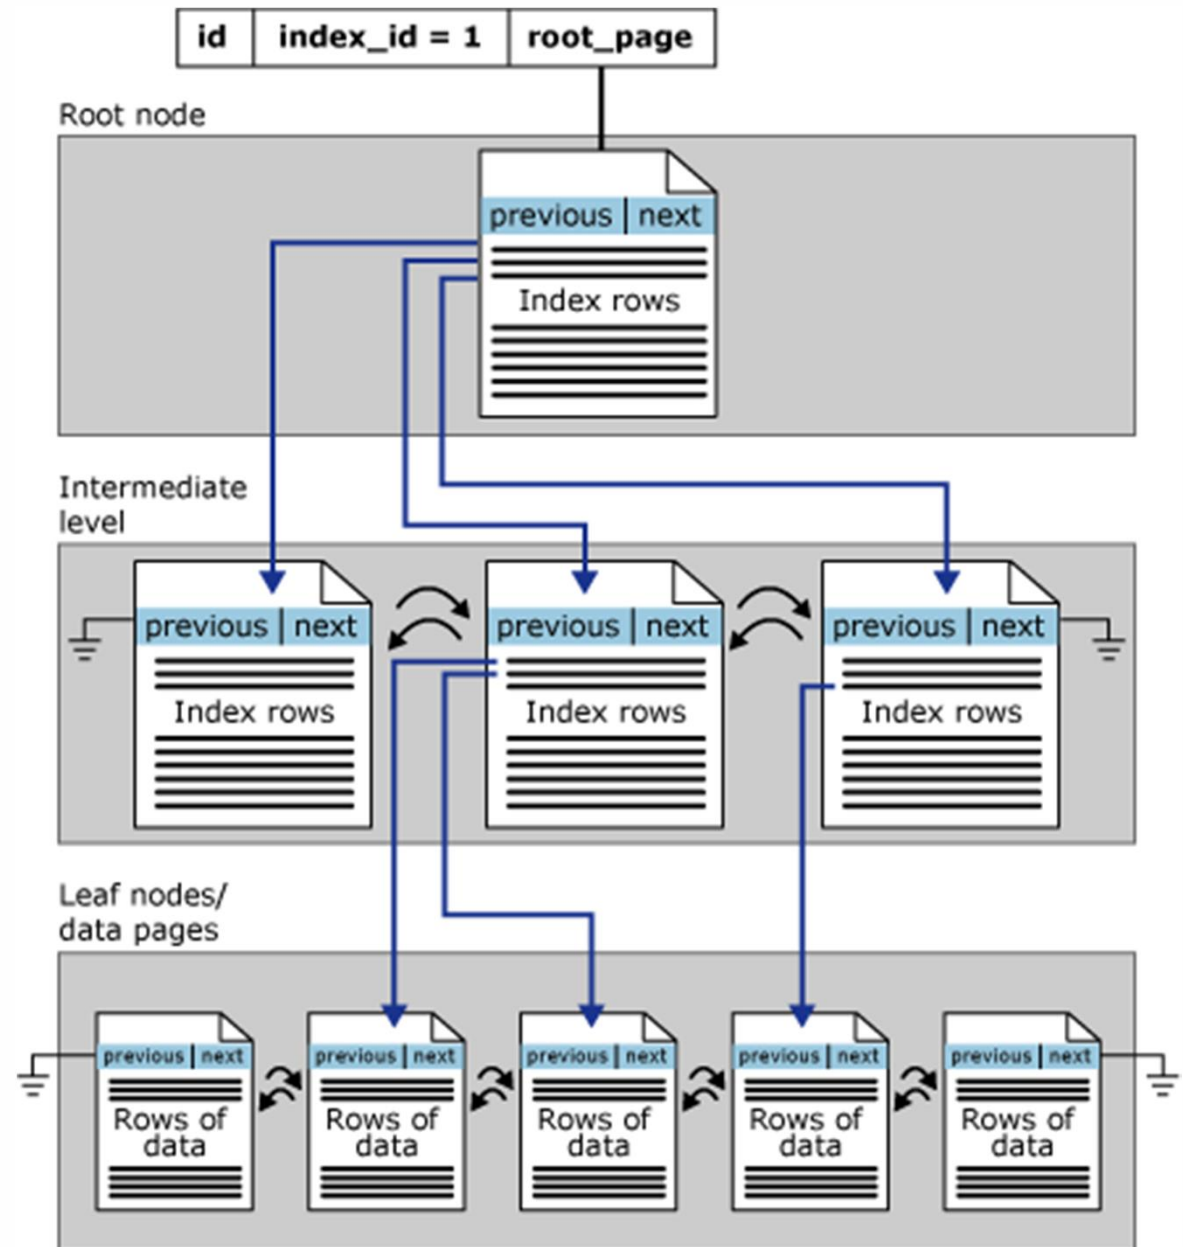 id | index_id = 1 | root_page
Root node
previous | next
Index rows
Intermediate
level
previous | next previous | next previous | next
Index rows Index rows Index rows
Leaf nodes/
data pages
previous | next previous | next previous | next previous | next previous | next
Rows of Rows of Rows of Rows of Rows of
data data data data data